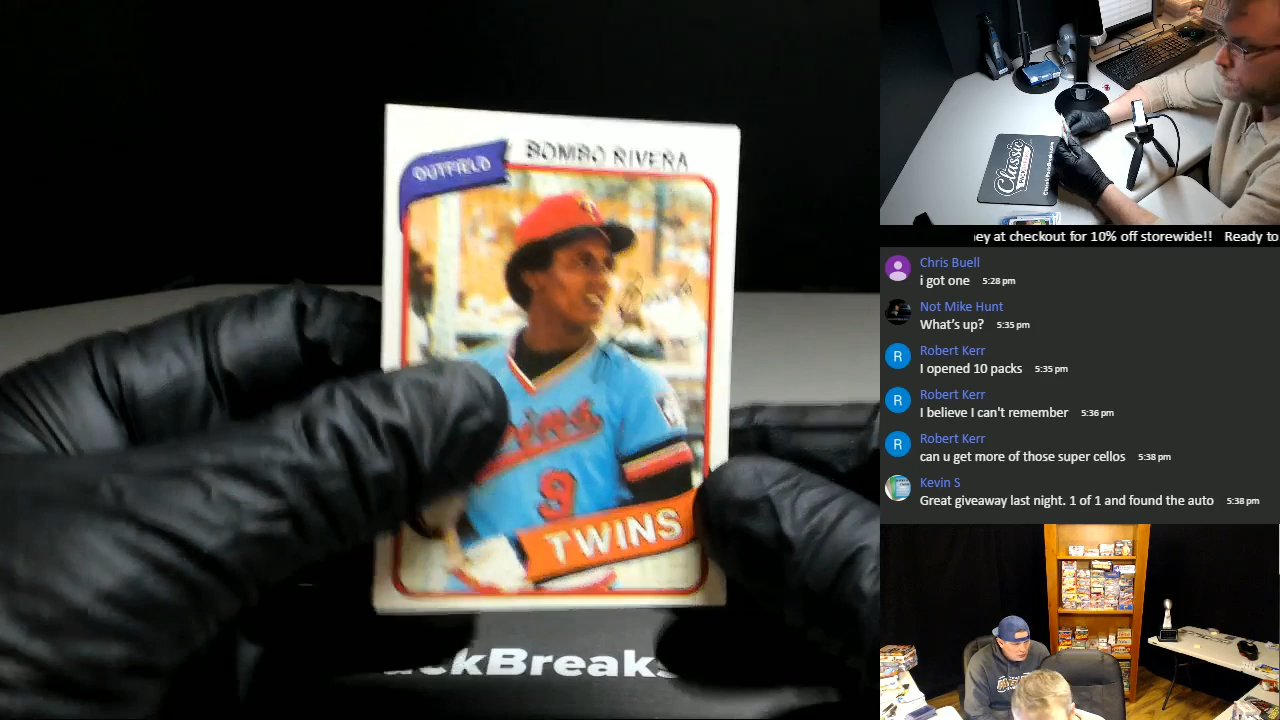 OUTFIELD
BOMBO RIVERA
Twins
9
TWINS
ckBreaks
Classic
ey at checkout for 10% off storewide!! Ready to
Chris Buell
i got one 5:28 pm
Not Mike Hunt
What's up? 5:35 pm
Robert Kerr
I opened 10 packs 5:35 pm
Robert Kerr
I believe I can't remember 5:36 pm
Robert Kerr
can u get more of those super cellos 5:38 pm
Kevin S
Great giveaway last night. 1 of 1 and found the auto 5:38 pm
R
R
R